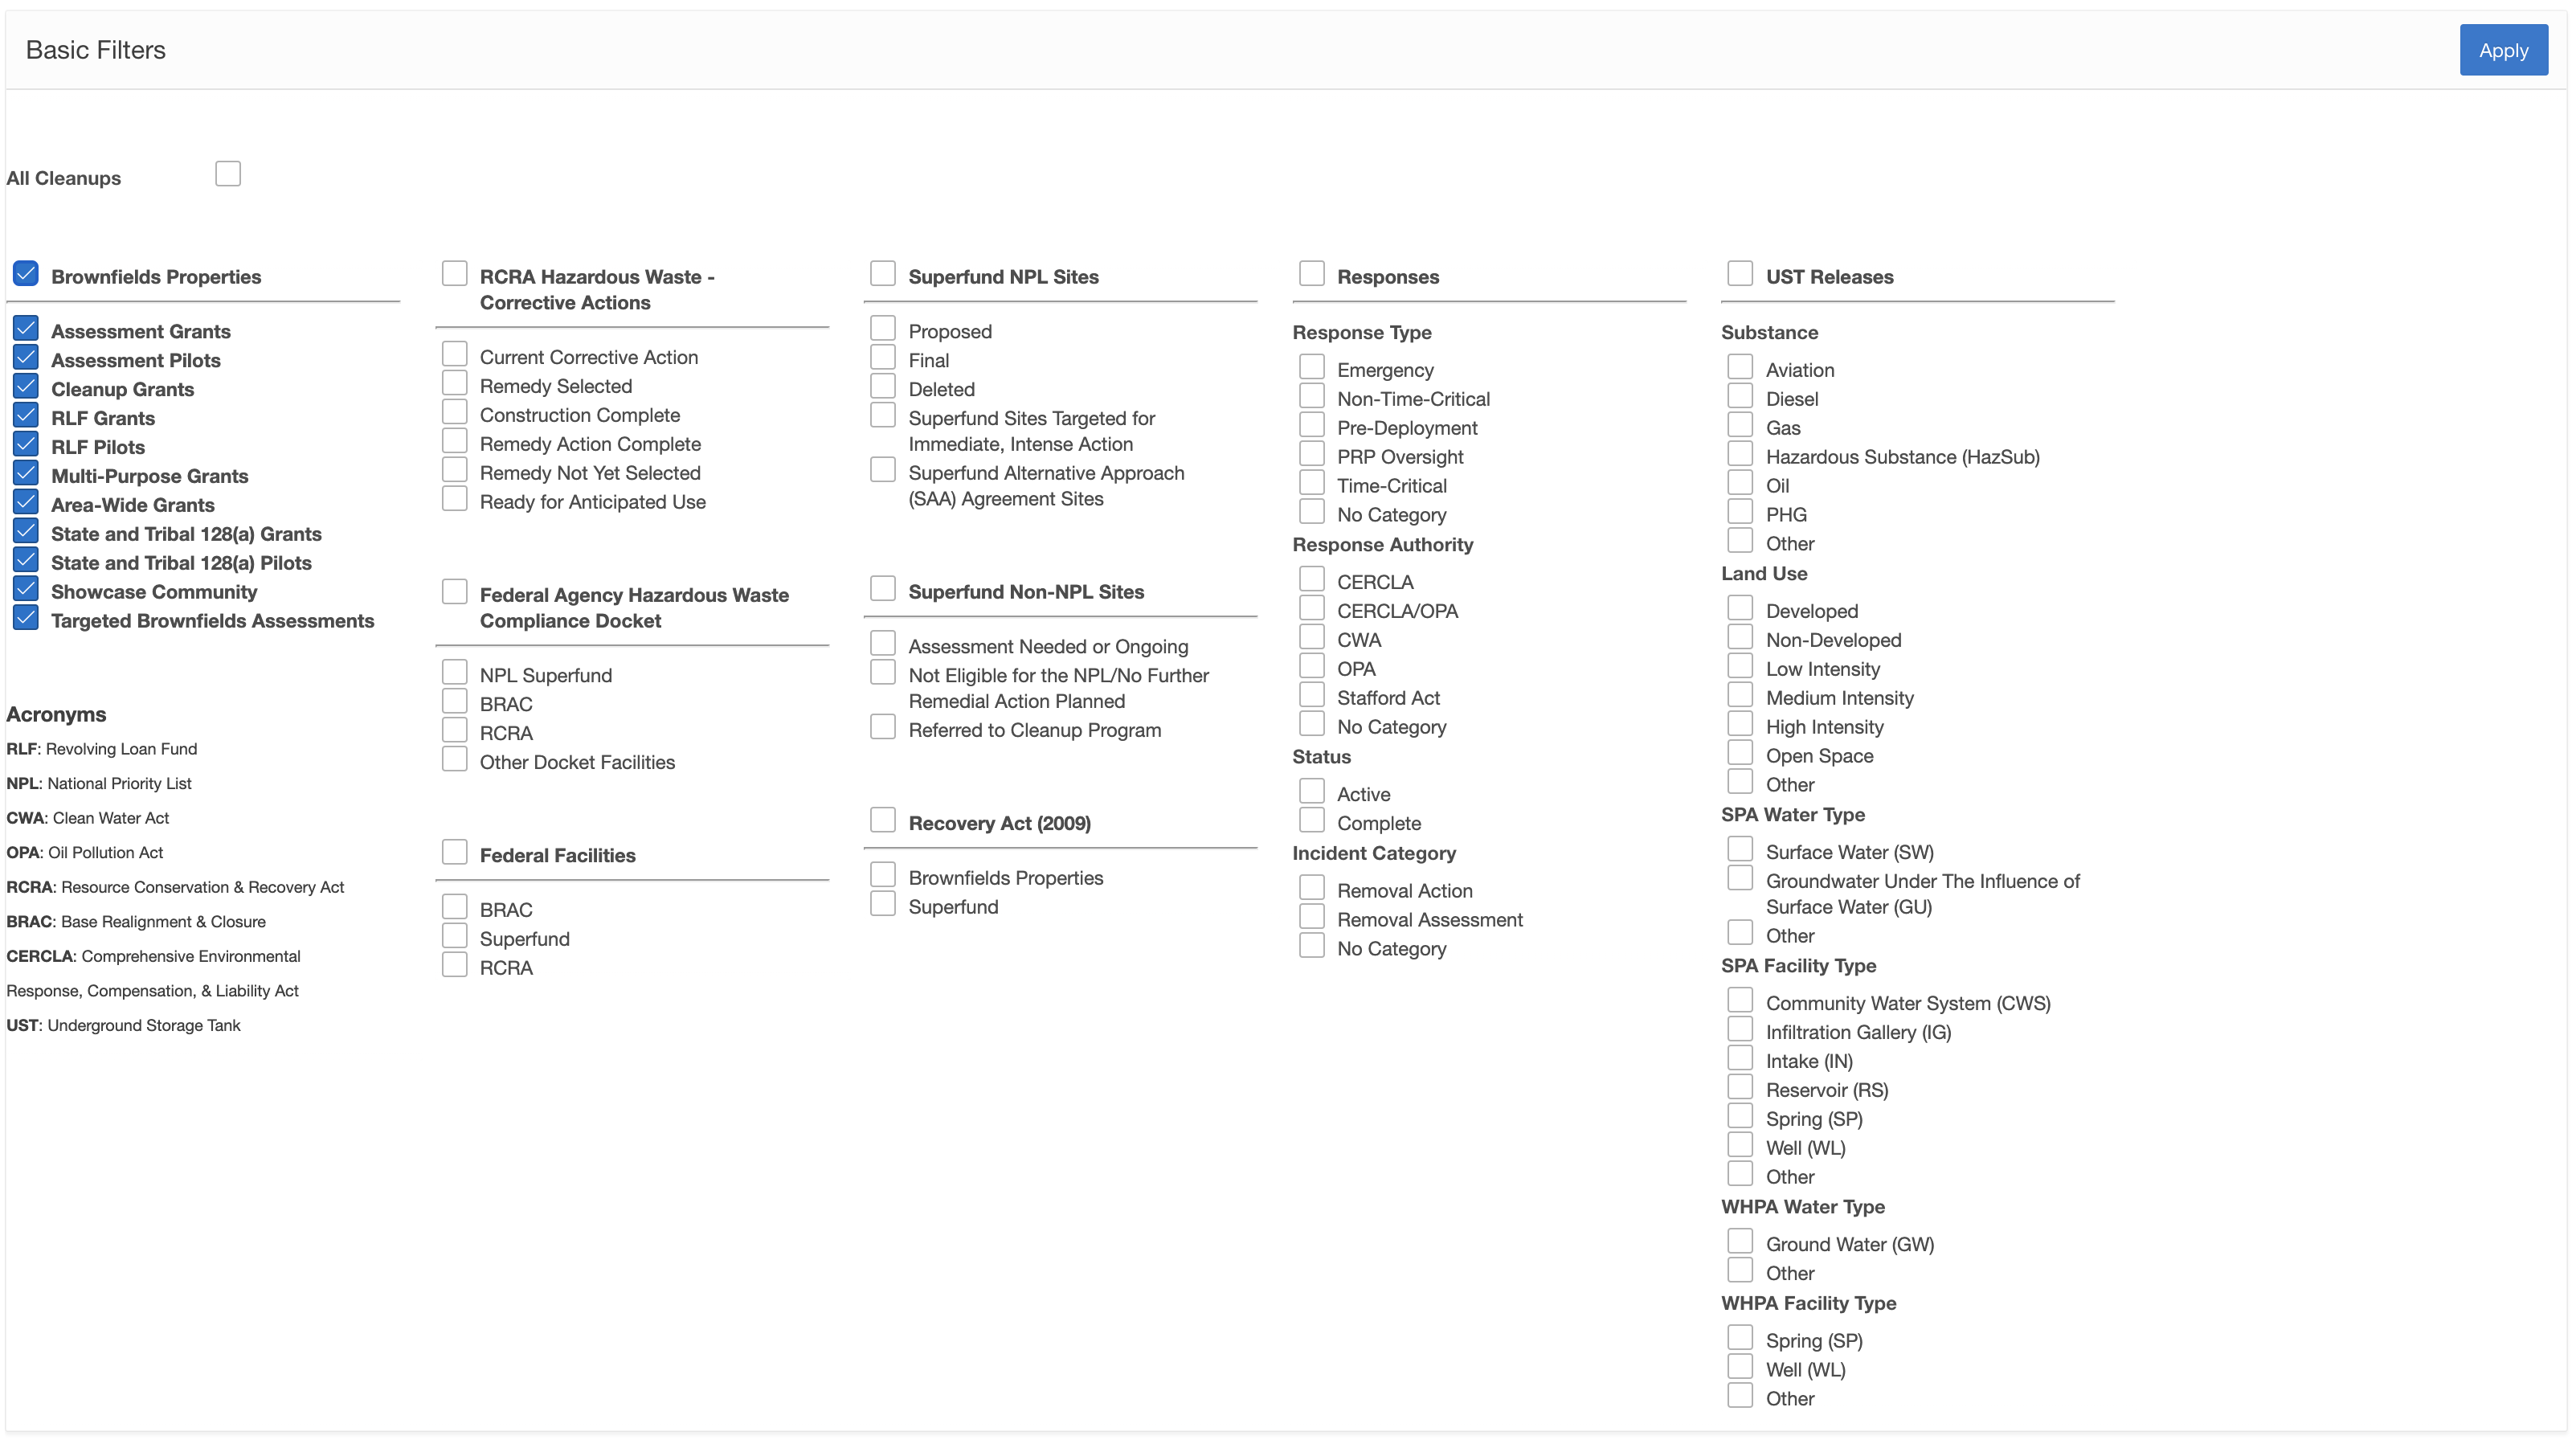 Basic Filters
Apply
All Cleanups
Brownfields Properties
Assessment Grants
Assessment Pilots
Cleanup Grants
RLF Grants
RLF Pilots
Multi-Purpose Grants
Area-Wide Grants
State and Tribal 128(a) Grants
State and Tribal 128(a) Pilots
Showcase Community
Targeted Brownfields Assessments
Acronyms
RLF: Revolving Loan Fund
NPL: National Priority List
CWA: Clean Water Act
OPA: Oil Pollution Act
RCRA: Resource Conservation & Recovery Act
BRAC: Base Realignment & Closure
CERCLA: Comprehensive Environmental
Response, Compensation, & Liability Act
UST: Underground Storage Tank
RCRA Hazardous Waste -
Corrective Actions
Current Corrective Action
Remedy Selected
Construction Complete
Remedy Action Complete
Remedy Not Yet Selected
Ready for Anticipated Use
Federal Agency Hazardous Waste
Compliance Docket
NPL Superfund
BRAC
RCRA
Other Docket Facilities
Federal Facilities
BRAC
Superfund
RCRA
Superfund NPL Sites
Proposed
Final
Deleted
Superfund Sites Targeted for
Immediate, Intense Action
Superfund Alternative Approach
(SAA) Agreement Sites
Superfund Non-NPL Sites
Assessment Needed or Ongoing
Not Eligible for the NPL/No Further
Remedial Action Planned
Referred to Cleanup Program
Recovery Act (2009)
Brownfields Properties
Superfund
Responses
Response Type
Emergency
Non-Time-Critical
Pre-Deployment
PRP Oversight
Time-Critical
No Category
Response Authority
CERCLA
CERCLA/OPA
CWA
OPA
Stafford Act
No Category
Status
Active
Complete
Incident Category
Removal Action
Removal Assessment
No Category
UST Releases
Substance
Aviation
Diesel
Gas
Hazardous Substance (HazSub)
Oil
PHG
Other
Land Use
Developed
Non-Developed
Low Intensity
Medium Intensity
High Intensity
Open Space
Other
SPA Water Type
Surface Water (SW)
Groundwater Under The Influence of
Surface Water (GU)
Other
SPA Facility Type
Community Water System (CWS)
Infiltration Gallery (IG)
Intake (IN)
Reservoir (RS)
Spring (SP)
Well (WL)
Other
WHPA Water Type
Ground Water (GW)
Other
WHPA Facility Type
Spring (SP)
Well (WL)
Other